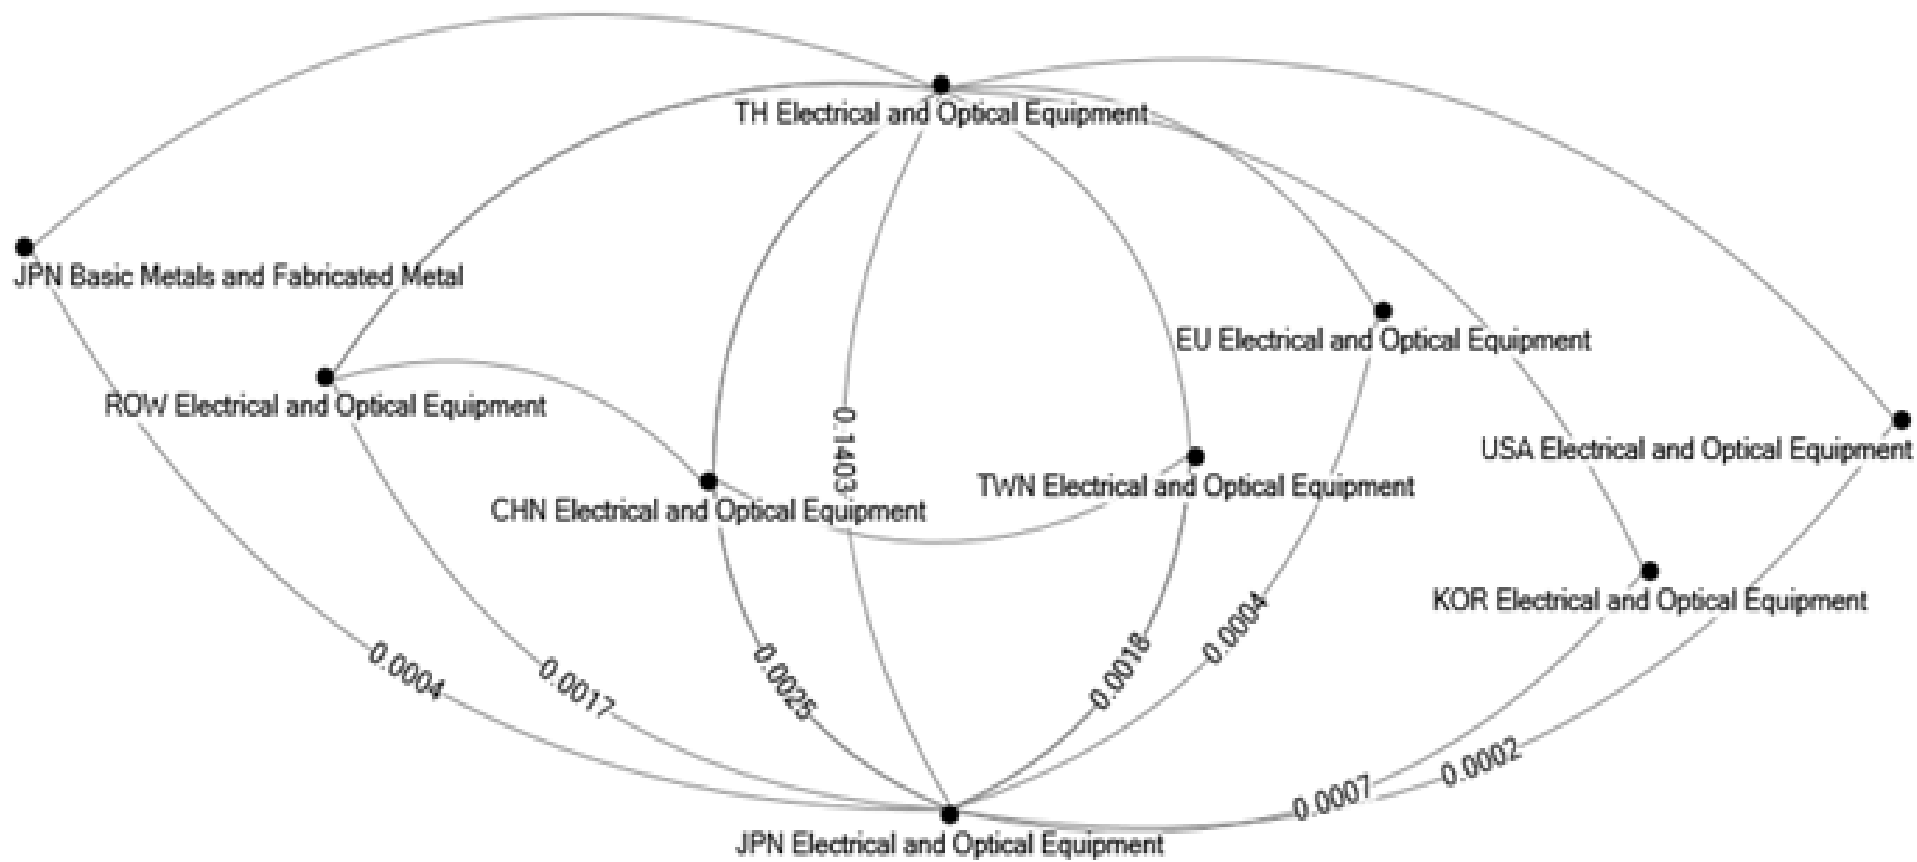 TH Electrical and Optical Equipment
JPN Basic Metals and Fabricated Metal
EU Electrical and Optical Equipment
ROW Electrical and Optical Equipment
0.1403
USA Electrical and Optical Equipment
TWN Electrical and Optical Equipment
CHN Electrical and Optical Equipment
KOR Electrical and Optical Equipment
0.0004
0.0017
0.0025
0.0018
0.0004
0.0007
0.0002
JPN Electrical and Optical Equipment